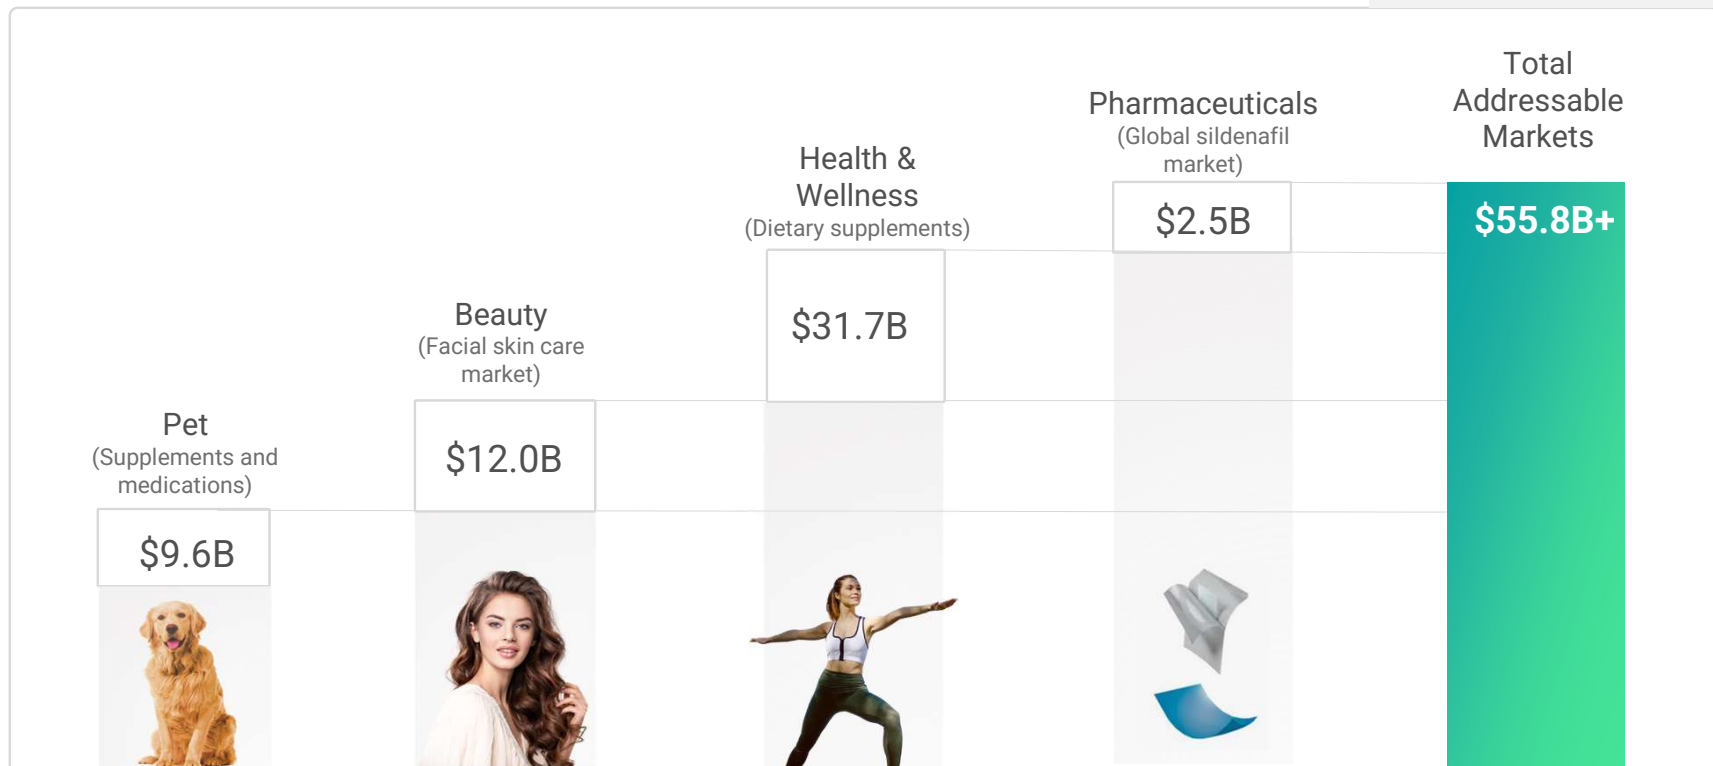 Pet
(Supplements and
medications)
$9.6B
Beauty
(Facial skin care
market)
$12.0B
Health &
Wellness
(Dietary supplements)
$31.7B
Pharmaceuticals
(Global sildenafil
market)
$2.5B
Total
Addressable
Markets
$55.8B+